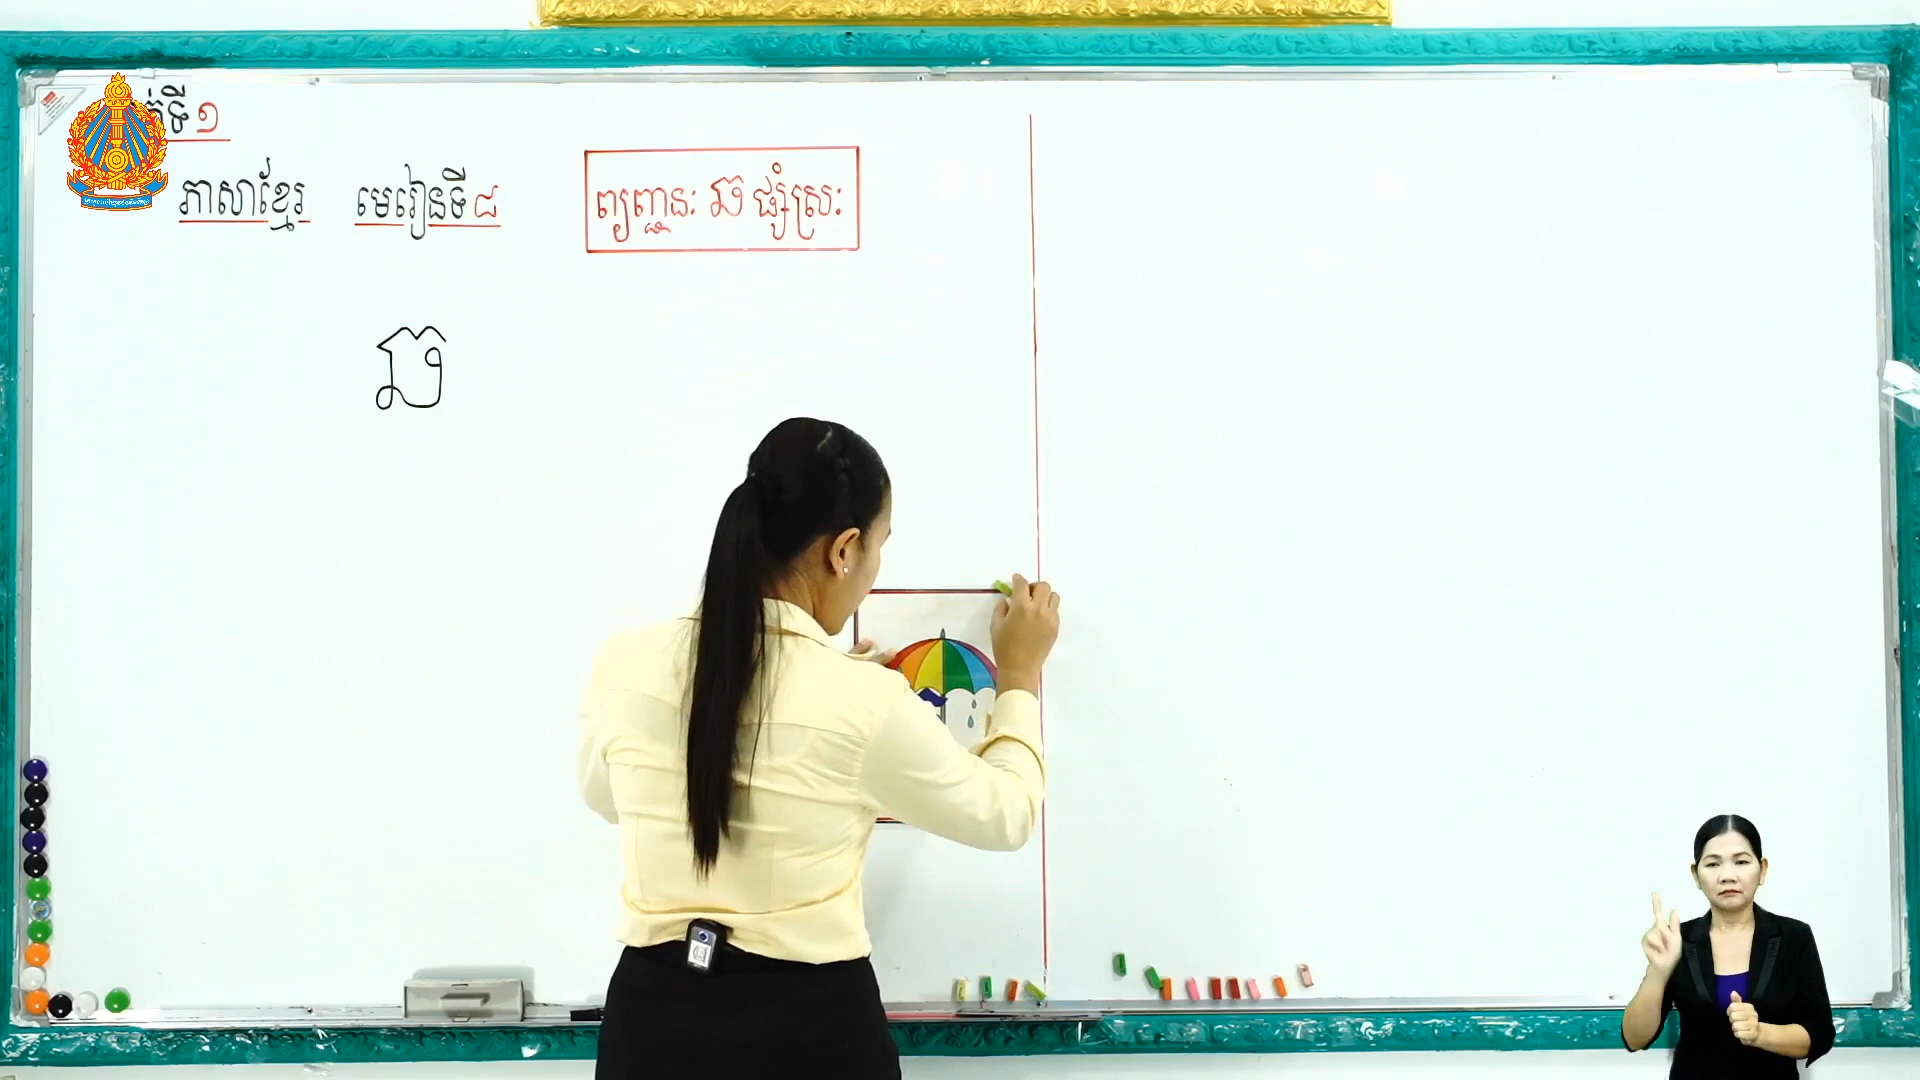 ទី១
ភាសាខ្មែរ មេរៀនទី៨ ព្យញ្ជនៈ ឆ ផ្សំស្រៈ
ឆ